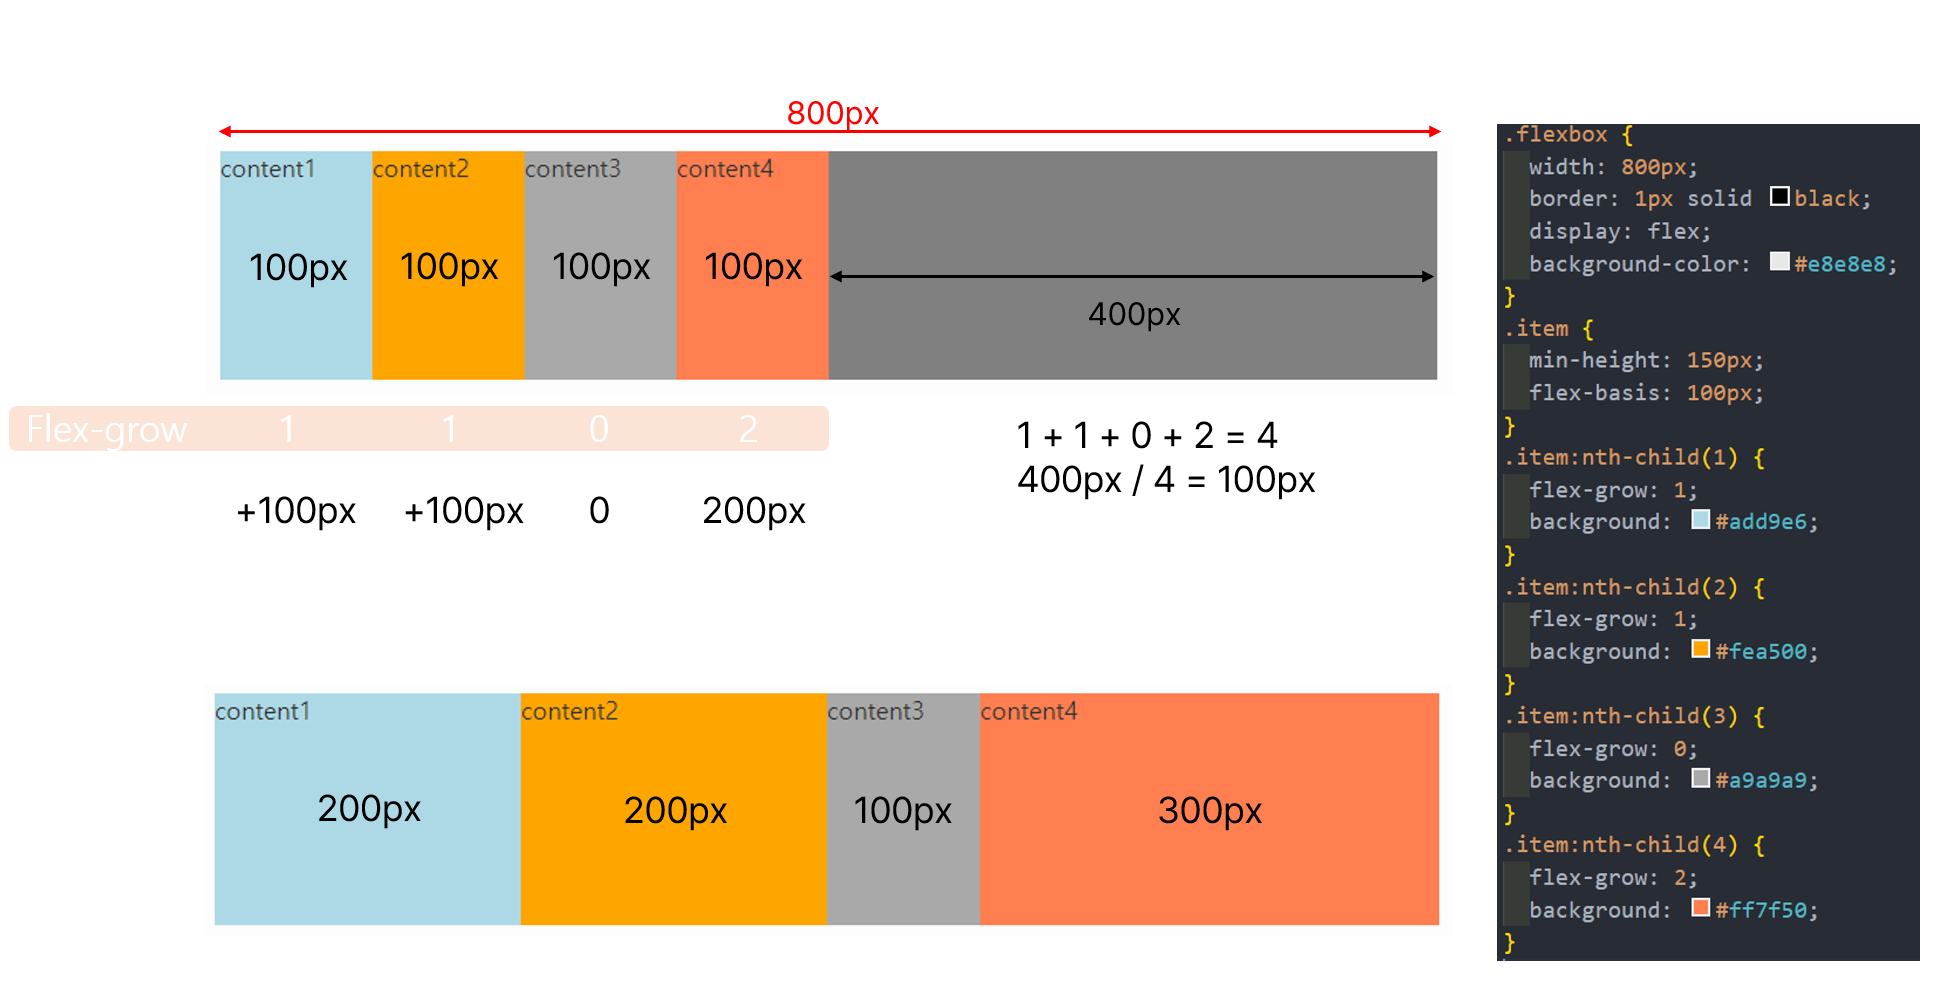 800px
content1 content2 content3 content4
100px 100px 100px 100px
400px
Flex-grow 1 1 0 2
1 + 1 + 0 + 2 = 4
400px / 4 = 100px
+100px +100px 0 200px
content1 content2 content3 content4
200px 200px 100px 300px
.flexbox {
width: 800px;
border: 1px solid black;
display: flex;
background-color: #e8e8e8;
}
.item {
min-height: 150px;
flex-basis: 100px;
}
.item:nth-child(1) {
flex-grow: 1;
background: #add9e6;
}
.item:nth-child(2) {
flex-grow: 1;
background: #fea500;
}
.item:nth-child(3) {
flex-grow: 0;
background: #a9a9a9;
}
.item:nth-child(4) {
flex-grow: 2;
background: #ff7f50;
}